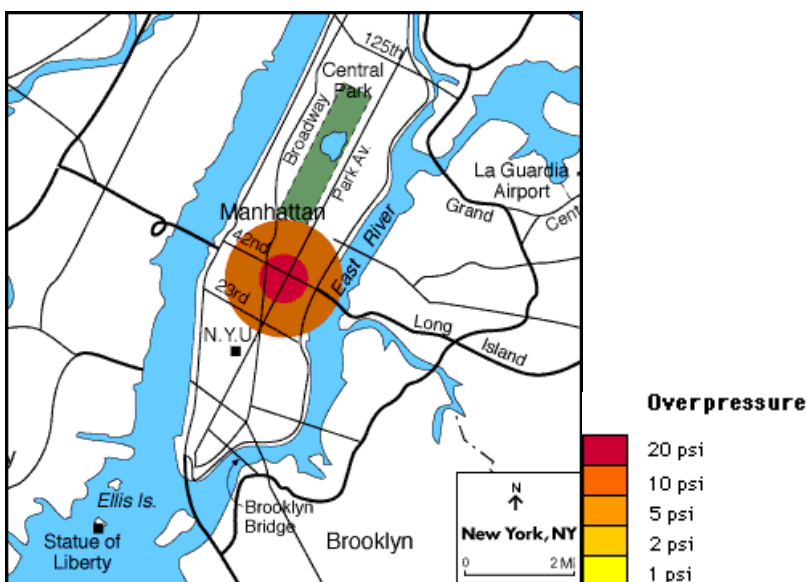 125th
Central
Park
Broadway
Park Av.
La Guardia
Airport
Grand
Cent
Manhattan
42nd
East River
23rd
N.Y.U.
Long
Island
Ellis Is.
Statue of
Liberty
Brooklyn
Bridge
Brooklyn
N
New York, NY
0 2 Mi
Overpressure
20 psi
10 psi
5 psi
2 psi
1 psi